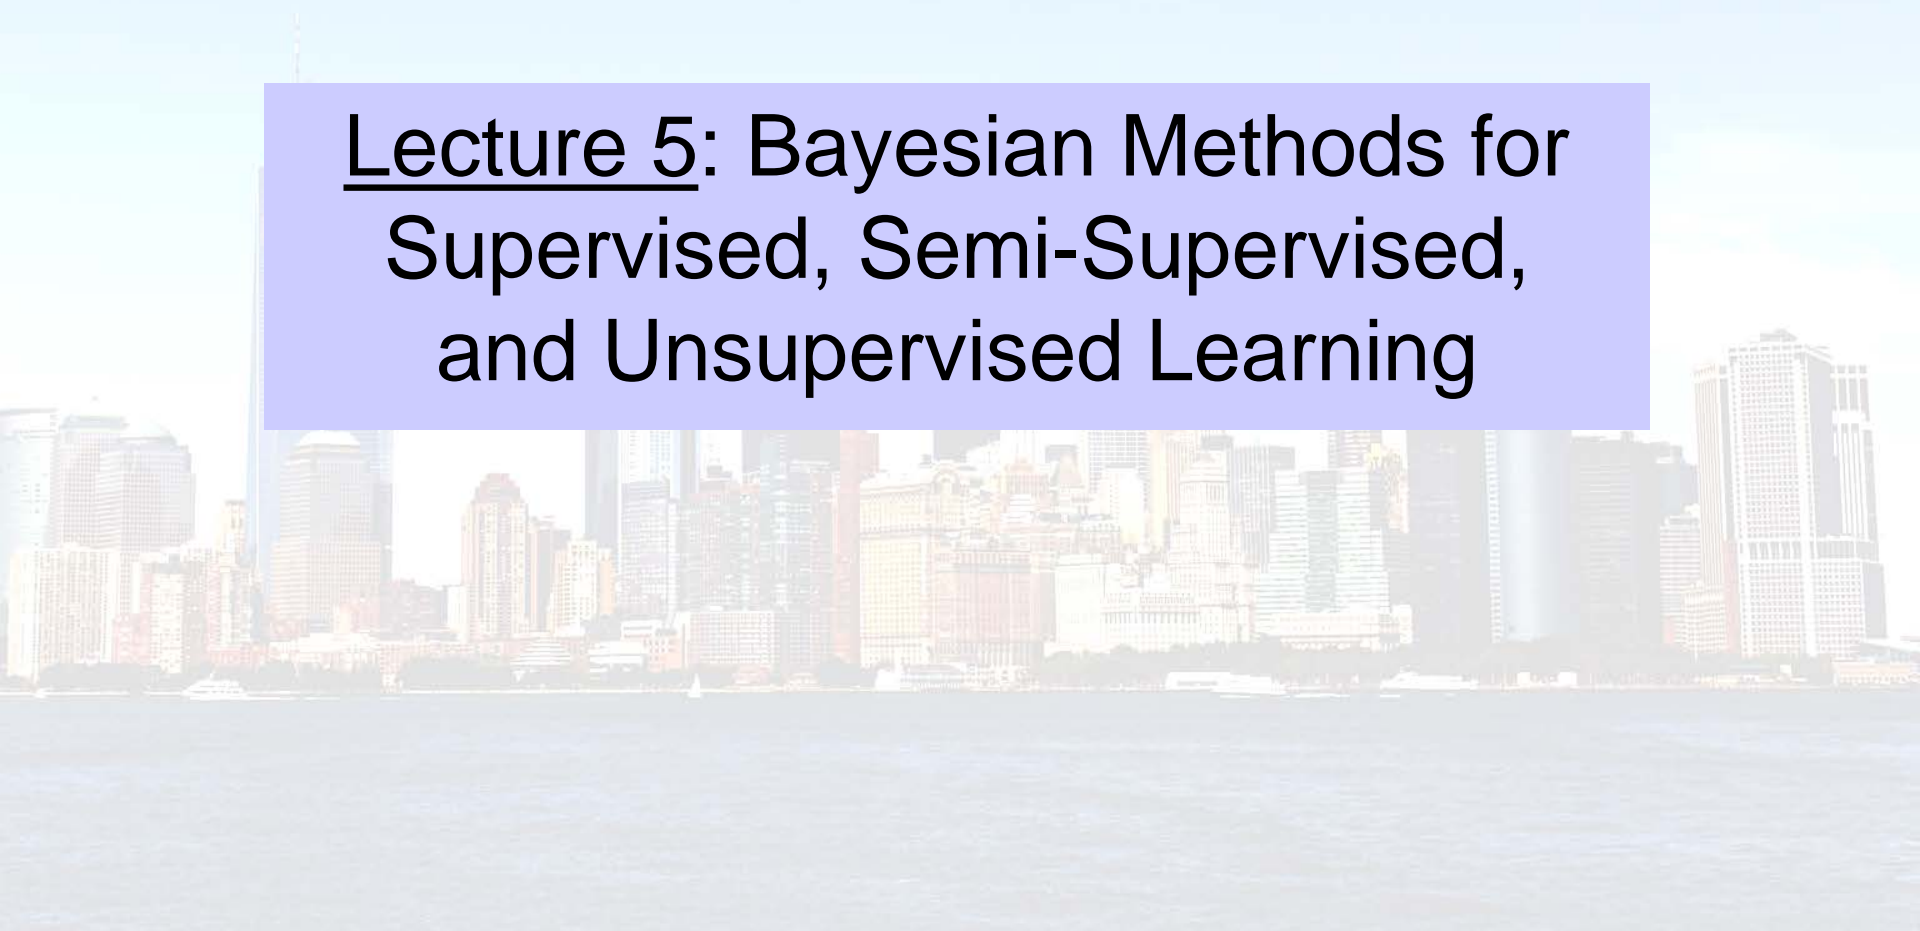 Lecture 5: Bayesian Methods for
Supervised, Semi-Supervised,
and Unsupervised Learning